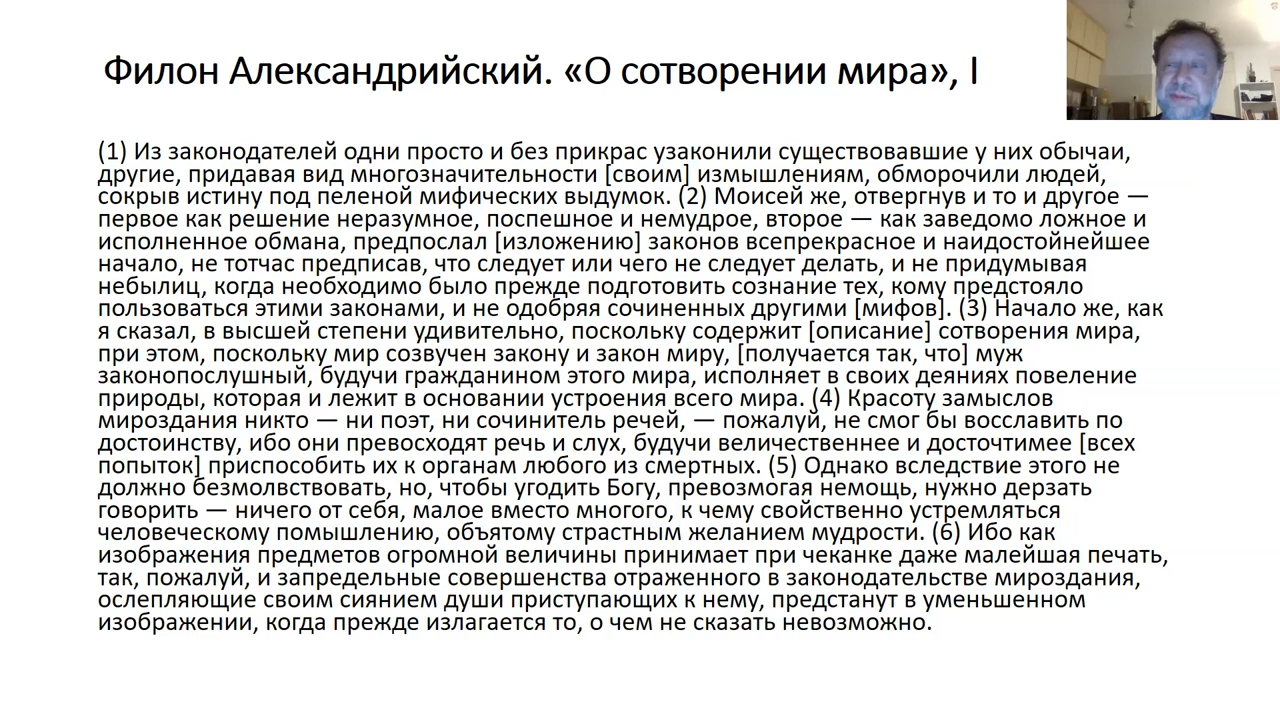 Филон Александрийский. «О сотворении мира», I
(1) Из законодателей одни просто и без прикрас узаконили существовавшие у них обычаи,
другие, придавая вид многозначительности [своим] измышлениям, обморочили людей,
сокрыв истину под пеленой мифических выдумок. (2) Моисей же, отвергнув и то и другое —
первое как решение неразумное, поспешное и немудрое, второе — как заведомо ложное и
исполненное обмана, предпослал [изложению] законов всепрекрасное и наидостойнейшее
начало, не тотчас предписав, что следует или чего не следует делать, и не придумывая
небылиц, когда необходимо было прежде подготовить сознание тех, кому предстояло
пользоваться этими законами, и не одобряя сочиненных другими [мифов]. (3) Начало же, как
я сказал, в высшей степени удивительно, поскольку содержит [описание] сотворения мира,
при этом, поскольку мир созвучен закону и закон миру, [получается так, что] муж
законопослушный, будучи гражданином этого мира, исполняет в своих деяниях повеление
природы, которая и лежит в основании устроения всего мира. (4) Красоту замыслов
мироздания никто — ни поэт, ни сочинитель речей, — пожалуй, не смог бы восславить по
достоинству, ибо они превосходят речь и слух, будучи величественнее и досточтимее [всех
попыток] приспособить их к органам любого из смертных. (5) Однако вследствие этого не
должно безмолвствовать, но, чтобы угодить Богу, превозмогая немощь, нужно дерзать
говорить — ничего от себя, малое вместо многого, к чему свойственно устремляться
человеческому помышлению, объятому страстным желанием мудрости. (6) Ибо как
изображения предметов огромной величины принимает при чеканке даже малейшая печать,
так, пожалуй, и запредельные совершенства отраженного в законодательстве мироздания,
ослепляющие своим сиянием души приступающих к нему, предстанут в уменьшенном
изображении, когда прежде излагается то, о чем не сказать невозможно.